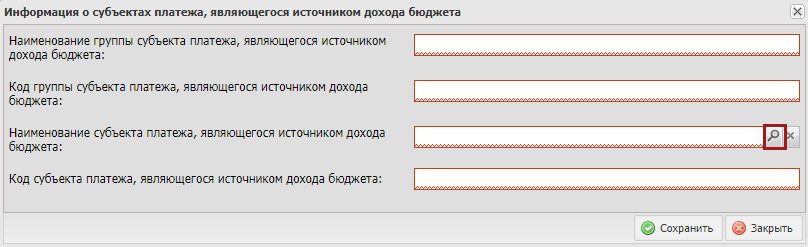 Информация о субъектах платежа, являющегося источником дохода бюджета
Наименование группы субъекта платежа, являющегося источником
дохода бюджета:
Код группы субъекта платежа, являющегося источником дохода
бюджета:
Наименование субъекта платежа, являющегося источником дохода
бюджета:
Код субъекта платежа, являющегося источником дохода бюджета:
Сохранить Закрыть